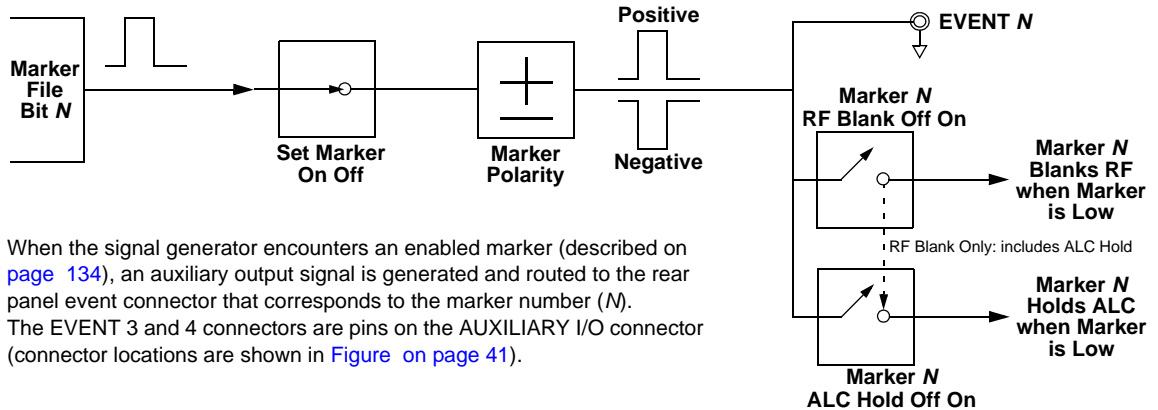 Marker
File
Bit N
Set Marker
On Off
Marker
Polarity
Positive
Negative
EVENT N
Marker N
RF Blank Off On
Marker N
Blanks RF
when Marker
is Low
RF Blank Only: includes ALC Hold
Marker N
Holds ALC
when Marker
is Low
Marker N
ALC Hold Off On
When the signal generator encounters an enabled marker (described on
page 134), an auxiliary output signal is generated and routed to the rear
panel event connector that corresponds to the marker number (N).
The EVENT 3 and 4 connectors are pins on the AUXILIARY I/O connector
(connector locations are shown in Figure on page 41).